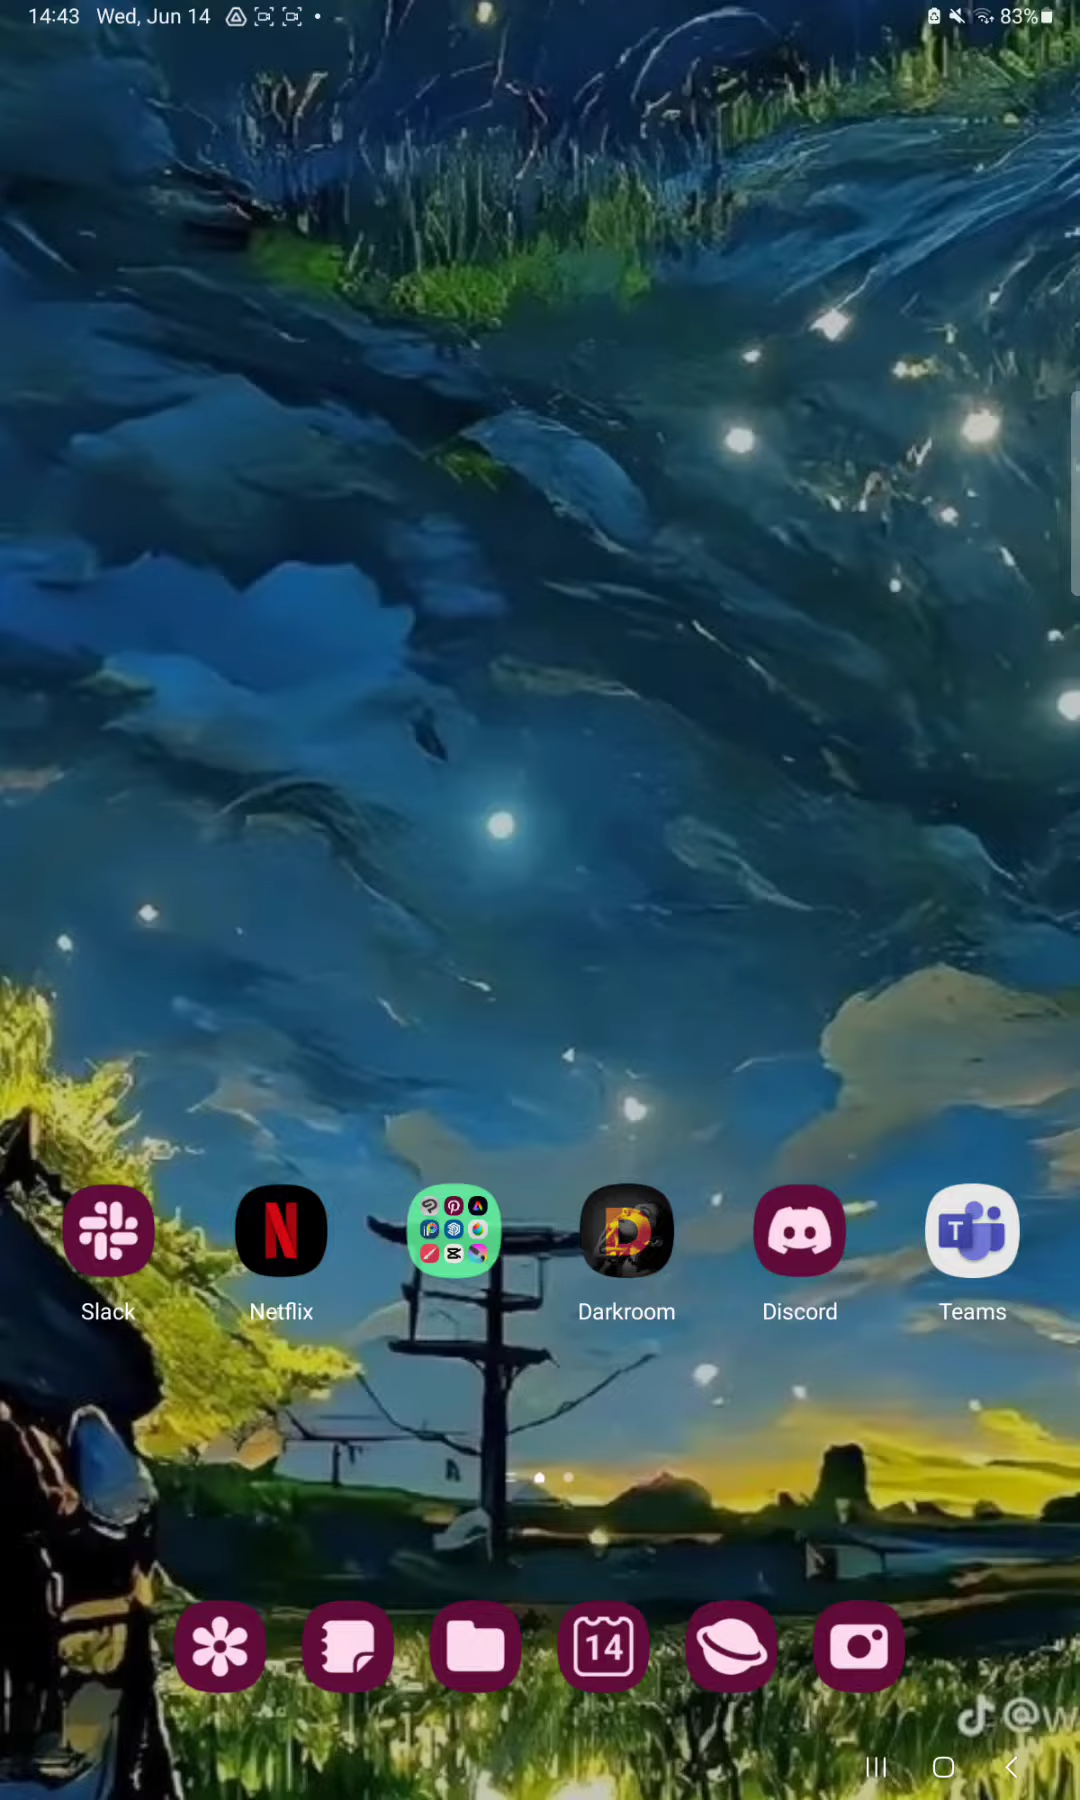 14:43 Wed, Jun 14
83%
Slack
Netflix
Darkroom
Discord
Teams
14
@W